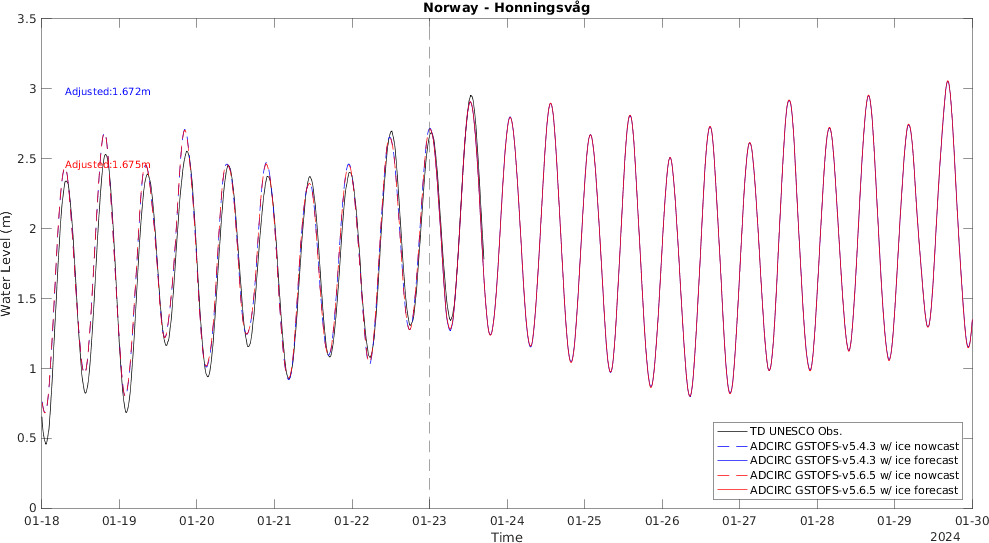 Norway - Honningsvåg
3.5
3
2.5
2
1.5
1
0.5
0
Water Level (m)
Adjusted:1.672m
Adjusted:1.675m
TD UNESCO Obs.
ADCIRC GSTOFS-v5.4.3 w/ ice nowcast
ADCIRC GSTOFS-v5.4.3 w/ ice forecast
ADCIRC GSTOFS-v5.6.5 w/ ice nowcast
ADCIRC GSTOFS-v5.6.5 w/ ice forecast
01-18 01-19 01-20 01-21 01-22 01-23 01-24 01-25 01-26 01-27 01-28 01-29 01-30
Time
2024